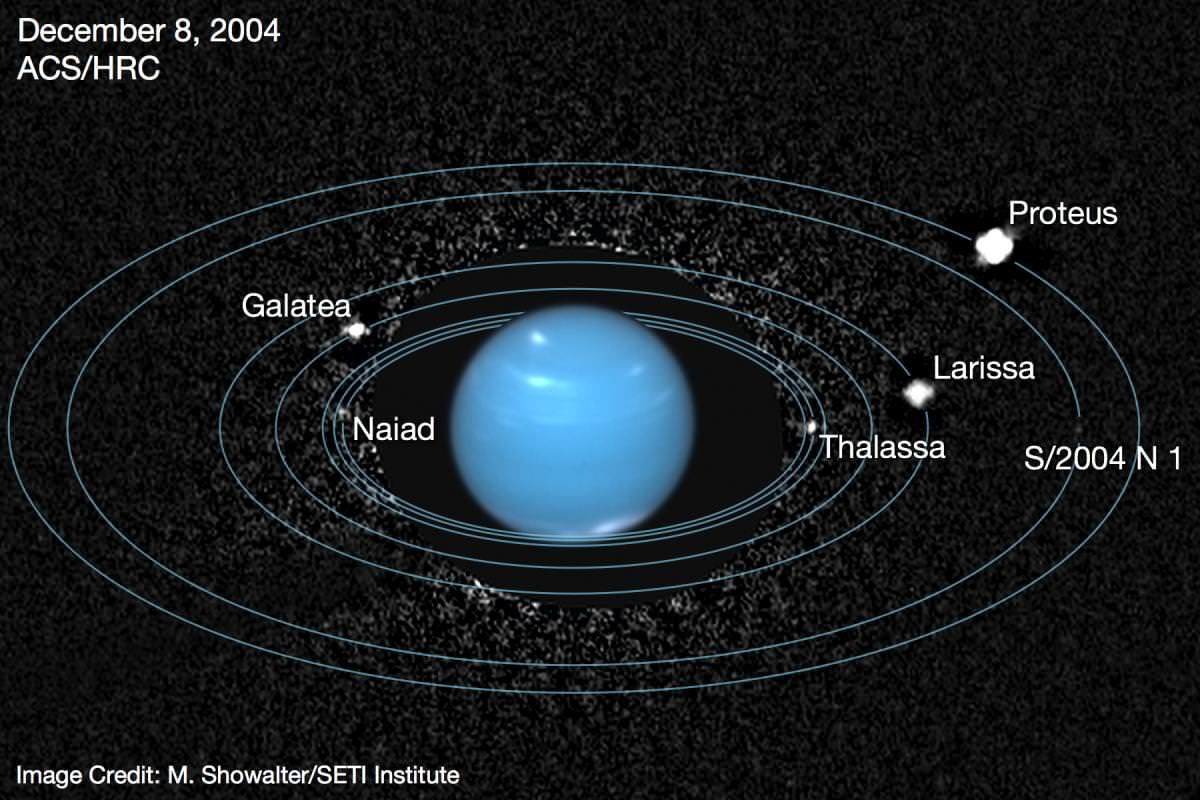 December 8, 2004
ACS/HRC
Proteus
Galatea
Larissa
Naiad
Thalassa
S/2004 N 1
Image Credit: M. Showalter/SETI Institute